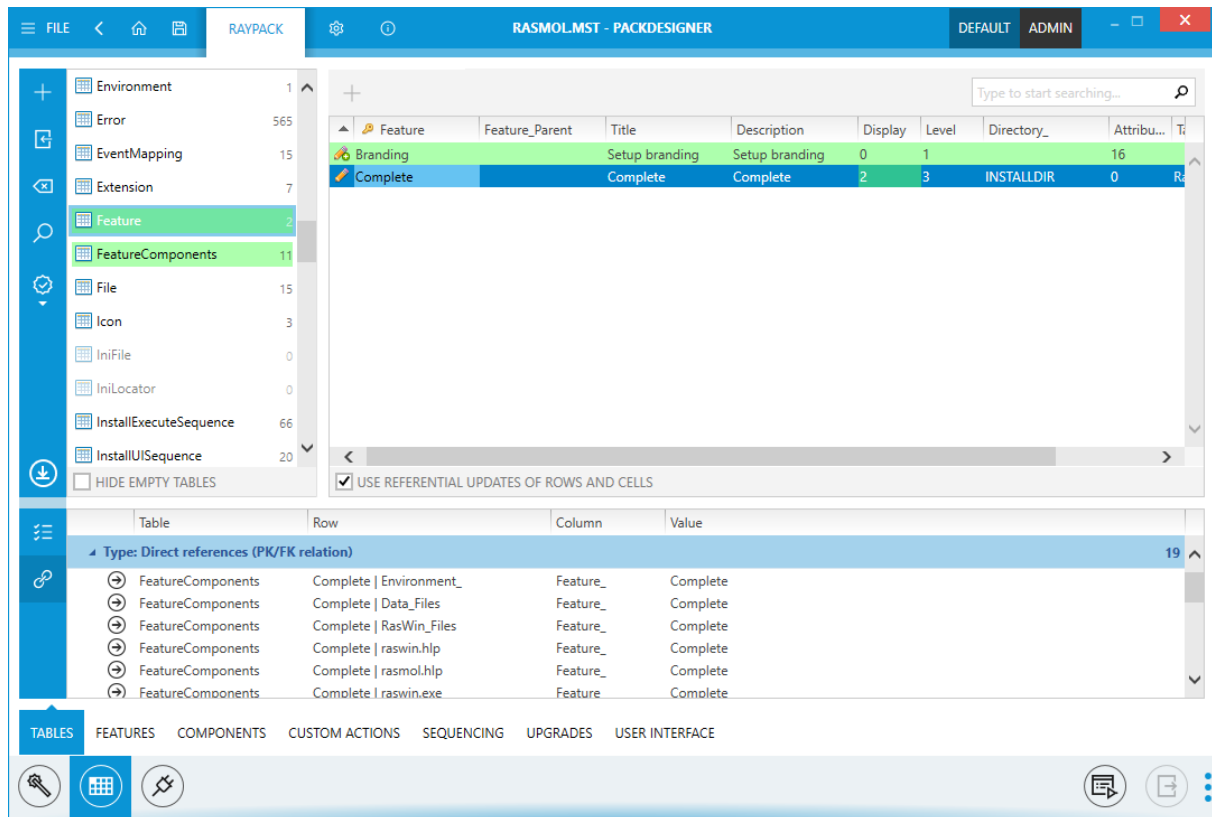 FILE RAYPACK RASMOL.MST - PACKDESIGNER DEFAULT ADMIN
Environment 1
Error 565
EventMapping 15
Extension 7
Feature 2
FeatureComponents 11
File 15
Icon 3
IniFile 0
IniLocator 0
InstallExecuteSequence 66
InstallUISequence 20
HIDE EMPTY TABLES
Type to start searching...
Feature Feature_Parent Title Description Display Level Directory_ Attribu...
Branding Setup branding Setup branding 0 1 16
Complete Complete Complete 2 3 INSTALLDIR 0
USE REFERENTIAL UPDATES OF ROWS AND CELLS
Table Row Column Value
Type: Direct references (PK/FK relation) 19
FeatureComponents Complete | Environment_ Feature_ Complete
FeatureComponents Complete | Data_Files Feature_ Complete
FeatureComponents Complete | RasWin_Files Feature_ Complete
FeatureComponents Complete | raswin.hlp Feature_ Complete
FeatureComponents Complete | rasmol.hlp Feature_ Complete
FeatureComponents Complete | raswin.exe Feature Complete
TABLES FEATURES COMPONENTS CUSTOM ACTIONS SEQUENCING UPGRADES USER INTERFACE